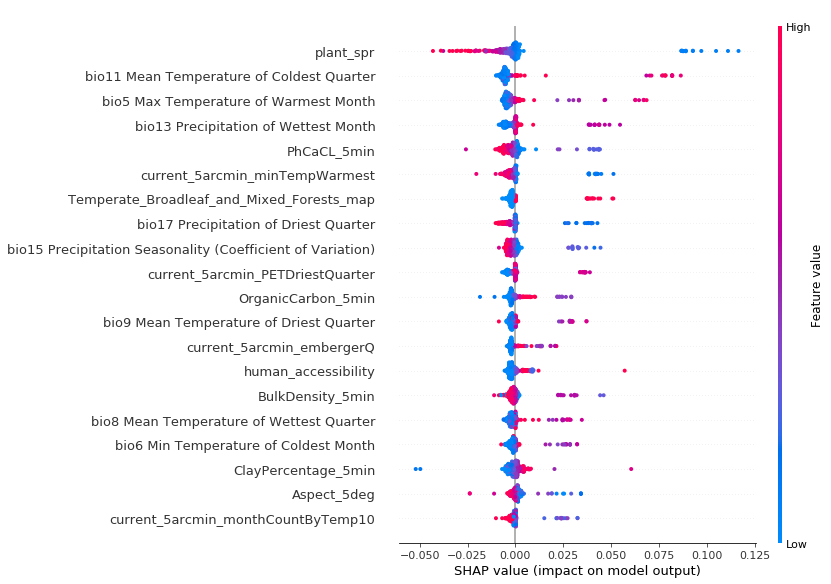 High
plant_spr
bio11 Mean Temperature of Coldest Quarter
bio5 Max Temperature of Warmest Month
bio13 Precipitation of Wettest Month
PhCaCL_5min
current_5arcmin_minTempWarmest
Temperate_Broadleaf_and_Mixed_Forests_map
bio17 Precipitation of Driest Quarter
bio15 Precipitation Seasonality (Coefficient of Variation)
current_5arcmin_PETDriestQuarter
OrganicCarbon_5min
bio9 Mean Temperature of Driest Quarter
current_5arcmin_embergerQ
human_accessibility
BulkDensity_5min
bio8 Mean Temperature of Wettest Quarter
bio6 Min Temperature of Coldest Month
ClayPercentage_5min
Aspect_5deg
current_5arcmin_monthCountByTemp10
Feature value
Low
−0.050 −0.025 0.000 0.025 0.050 0.075 0.100 0.125
SHAP value (impact on model output)